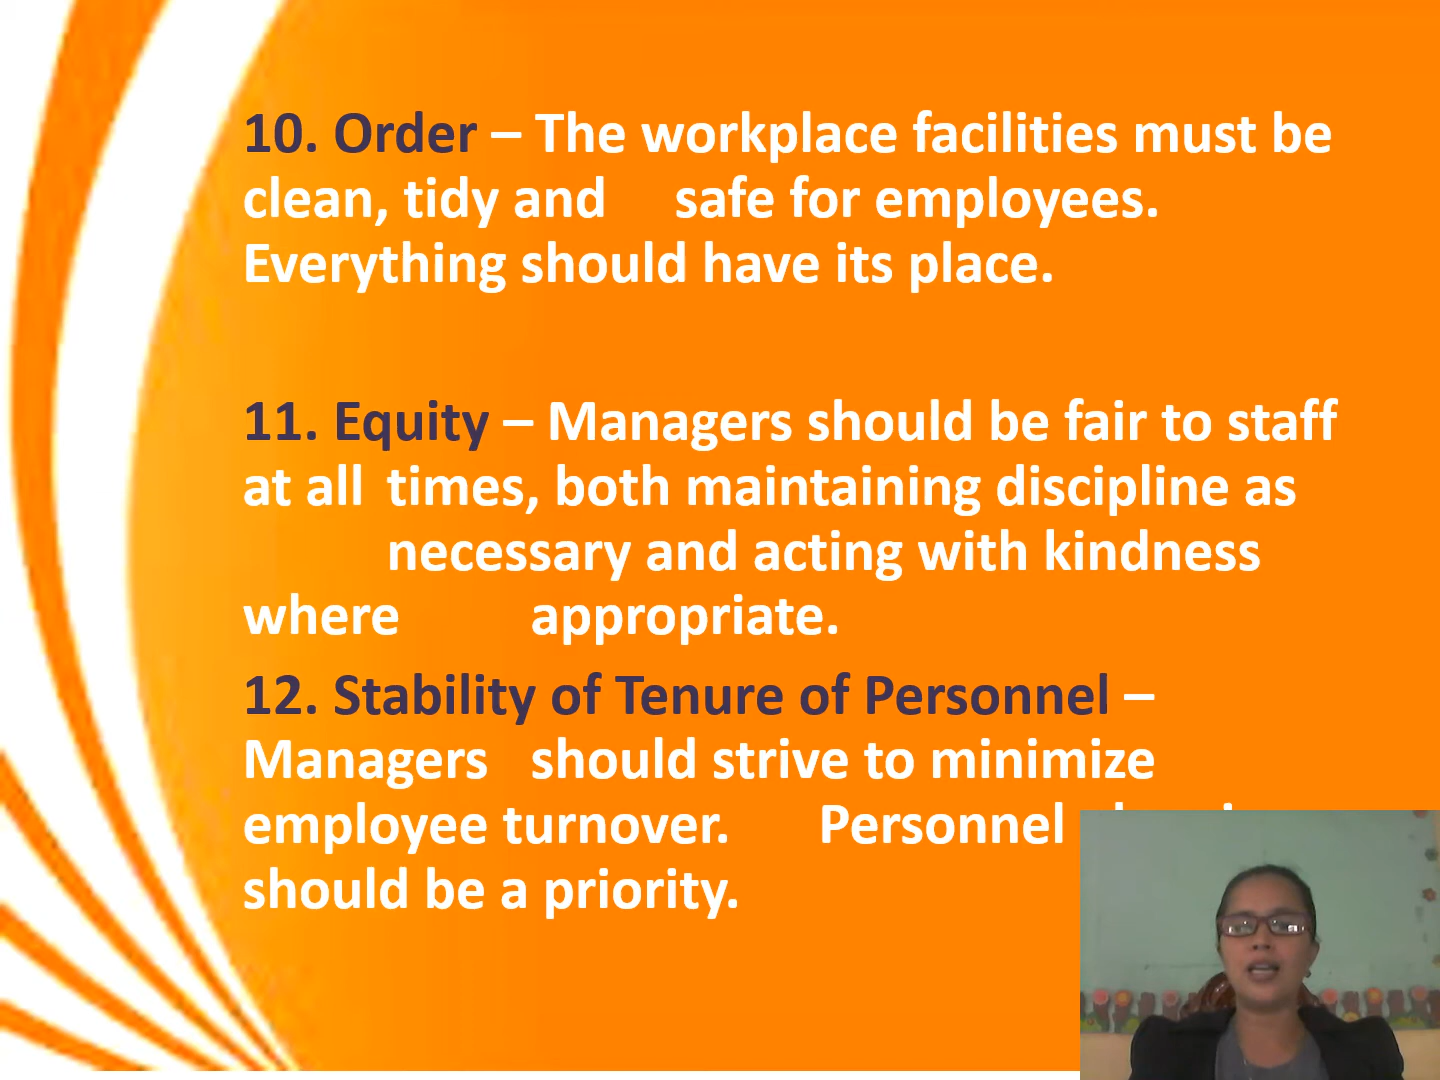 10. Order – The workplace facilities must be
clean, tidy and safe for employees.
Everything should have its place.
11. Equity – Managers should be fair to staff
at all times, both maintaining discipline as
necessary and acting with kindness
where appropriate.
12. Stability of Tenure of Personnel –
Managers should strive to minimize
employee turnover. Personnel
should be a priority.